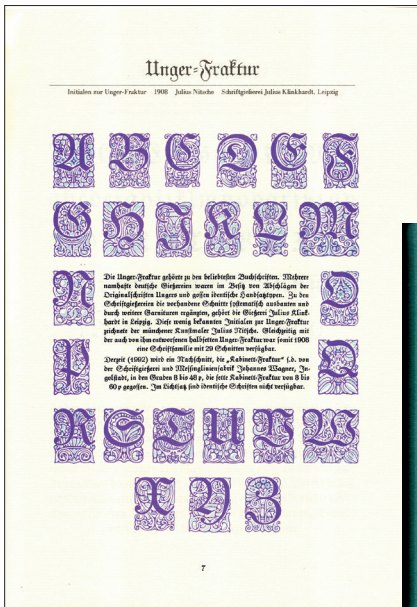 Unger-Fraktur
Initialen zur Unger-Fraktur 1908 Julius Nitsche Schriftgießerei Julius Klinkhardt, Leipzig
A B C D E F
G H J K L M
N
Die Unger-Fraktur gehörte zu den beliebtesten Buchschriften. Mehrere
namhafte deutsche Gießereien waren im Besitz von Abschlägen der
Originalschriften Ungers und gossen identische Handsatztypen. Zu den
Schriftgießereien die vorhandene Schnitte systematisch ausbauten und
durch weitere Garnituren ergänzten, gehört die Gießerei Julius Klink-
hardt in Leipzig. Diese wenig bekannten Initialen zur Unger-Fraktur
zeichnete der münchener Kunstmaler Julius Nitsche. Gleichzeitig mit
der auch von ihm entworfenen halbfetten Unger-Fraktur war somit 1908
eine Schriftfamilie mit 29 Schnitten verfügbar.
O
P
Derzeit (1992) wird ein Nachschnitt, die „Kabinett-Fraktur“ (s.d. von
der Schriftgießerei und Messinglinienfabrik Johannes Wagner, In-
golstadt, in den Graden 8 bis 48 p, die fette Kabinett-Fraktur von 8 bis
60 p gegossen. Im Lichtsatz sind identische Schriften nicht verfügbar.
Q
R S T U V W
X Y Z
7